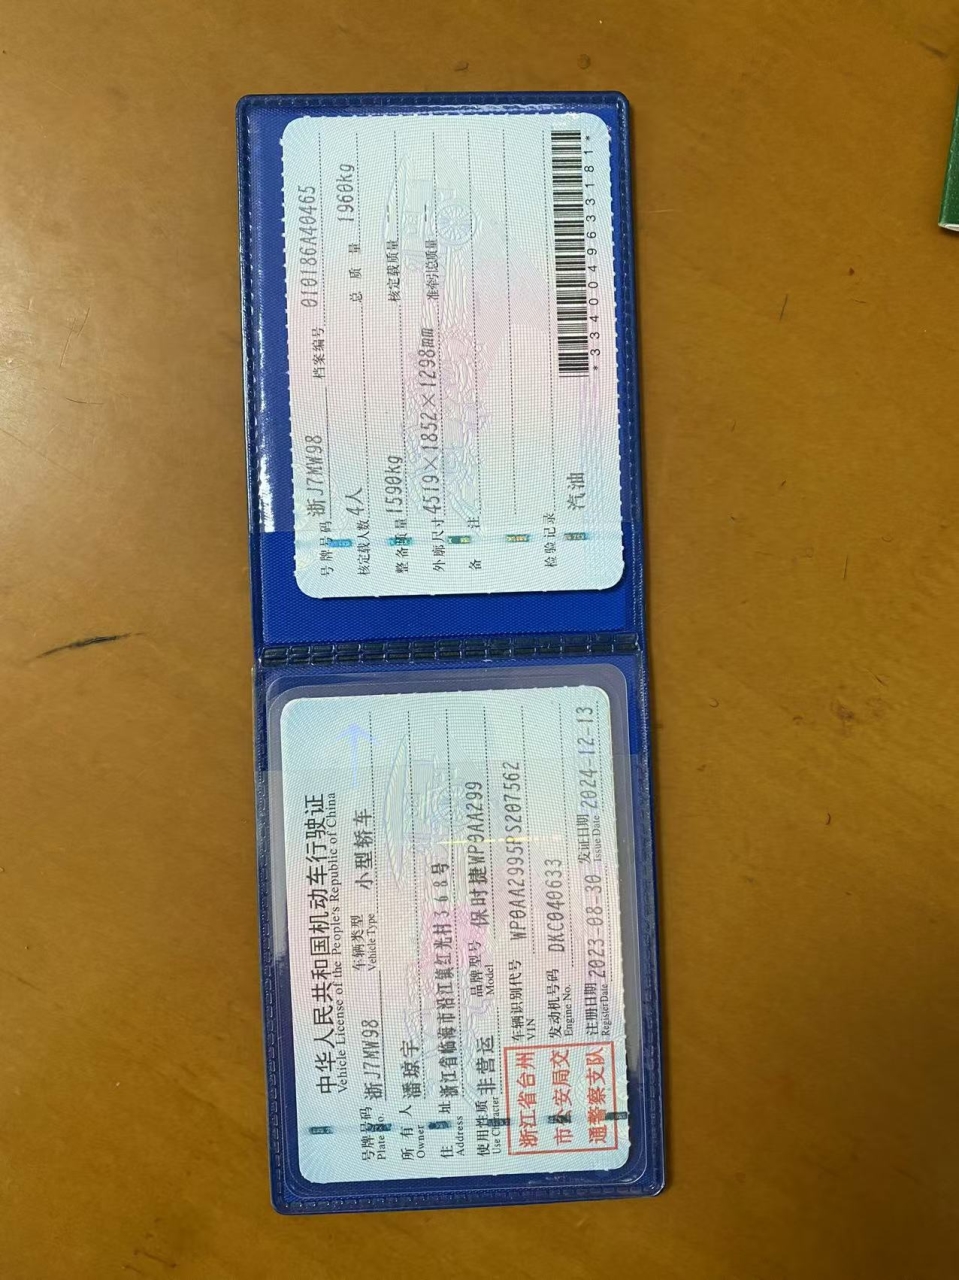 中华人民共和国机动车行驶证
Vehicle License of the People's Republic of China
号牌号码 浙J7MW98 车辆类型 小型轿车
Plate No. Vehicle Type
所有人 潘琼宇
Owner
住址 浙江省临海市沿江镇红光村368号
Address
使用性质 非营运 品牌型号 保时捷WP0AA299
Use Character Model
浙江省台州
市公安局交
通警察支队
车辆识别代号 WP0AA2995PS207562
VIN
发动机号码 DKC040633
Engine No.
注册日期 2023-08-30 发证日期 2024-12-13
Register Date Issue Date
号牌号码 浙J7MW98 档案编号 010186A40465
核定载人数 4人 总质量 1960kg
整备质量 1590kg 核定载质量 --
外廓尺寸 4519×1852×1298mm 准牵引总质量 --
备注
检验记录
汽油
*3340049633181*